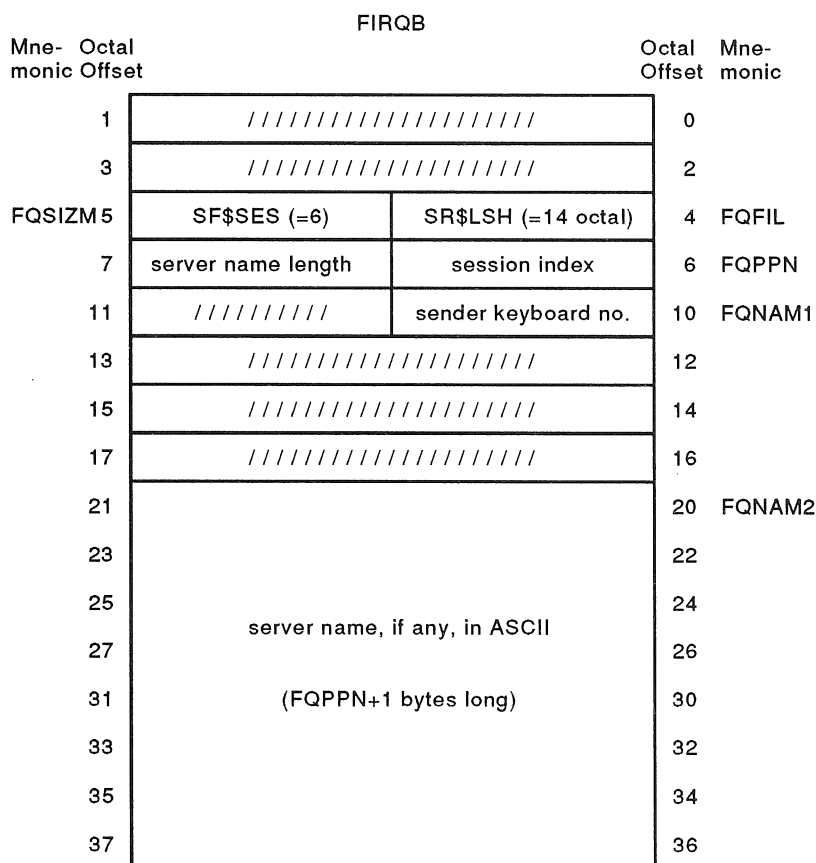 FIRQB
Mne- Octal Octal Mne-
monic Offset Offset monic
1 / / / / / / / / / / / / / / / / / / / / / 0
3 / / / / / / / / / / / / / / / / / / / / / 2
FQSIZM 5 SF$SES (=6) SR$LSH (=14 octal) 4 FQFIL
7 server name length session index 6 FQPPN
11 / / / / / / / / / / sender keyboard no. 10 FQNAM1
13 / / / / / / / / / / / / / / / / / / / / / 12
15 / / / / / / / / / / / / / / / / / / / / / 14
17 / / / / / / / / / / / / / / / / / / / / / 16
21 20 FQNAM2
23 22
25 24
server name, if any, in ASCII
27 26
31 (FQPPN+1 bytes long) 30
33 32
35 34
37 36